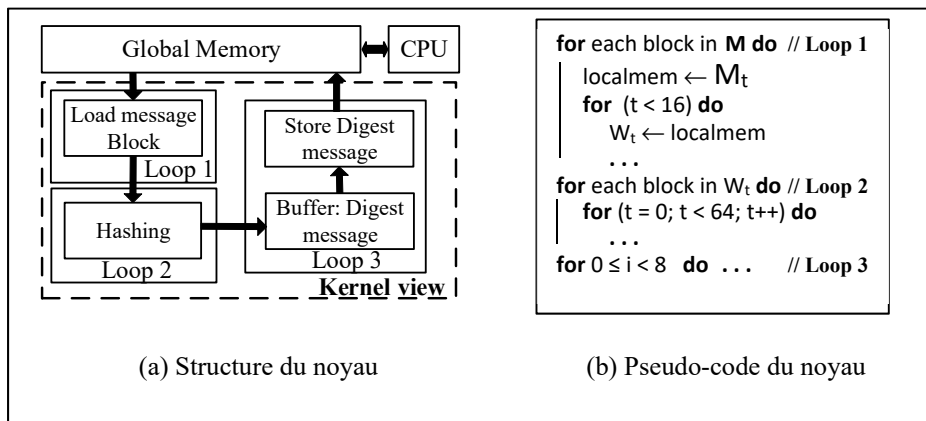 Global Memory
CPU
Load message
Block
Loop 1
Hashing
Loop 2
Store Digest
message
Buffer: Digest
message
Loop 3
Kernel view
(a) Structure du noyau
for each block in M do // Loop 1
localmem ← Mt
for (t < 16) do
Wt ← localmem
. . .
for each block in Wt do // Loop 2
for (t = 0; t < 64; t++) do
. . .
for 0 ≤ i < 8 do . . . // Loop 3
(b) Pseudo-code du noyau